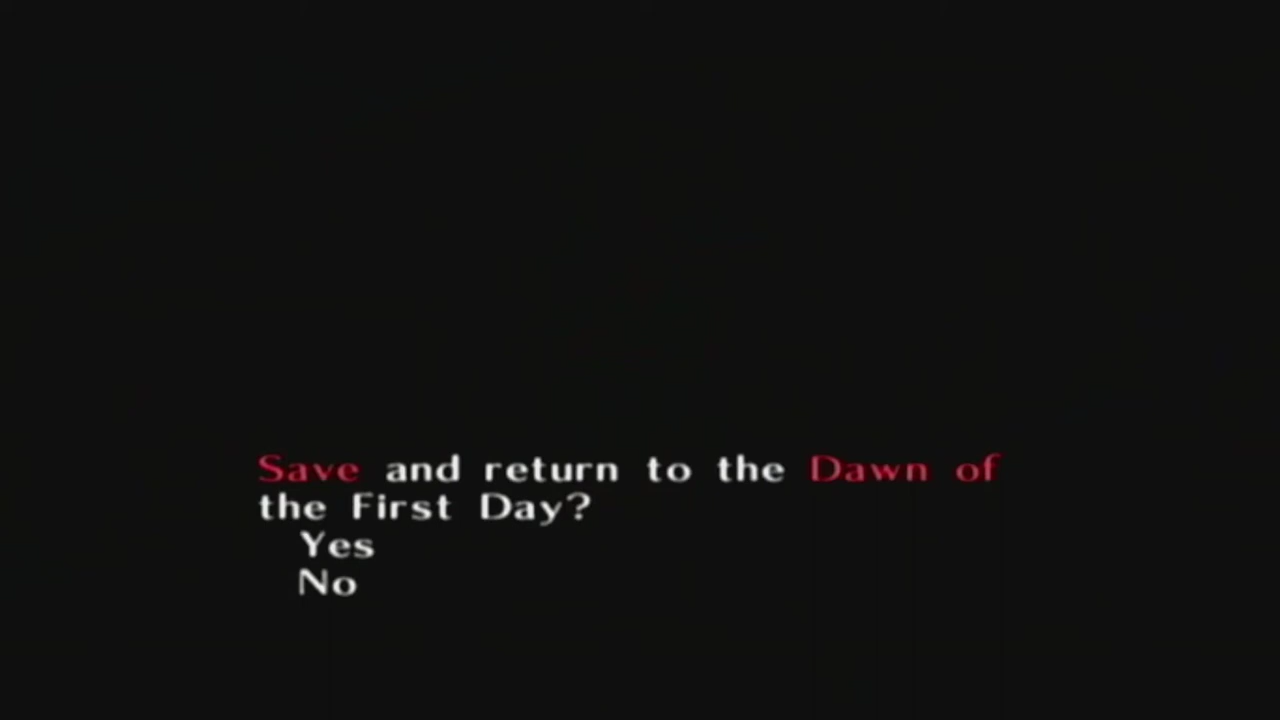 Save and return to the Dawn of
the First Day?
Yes
No